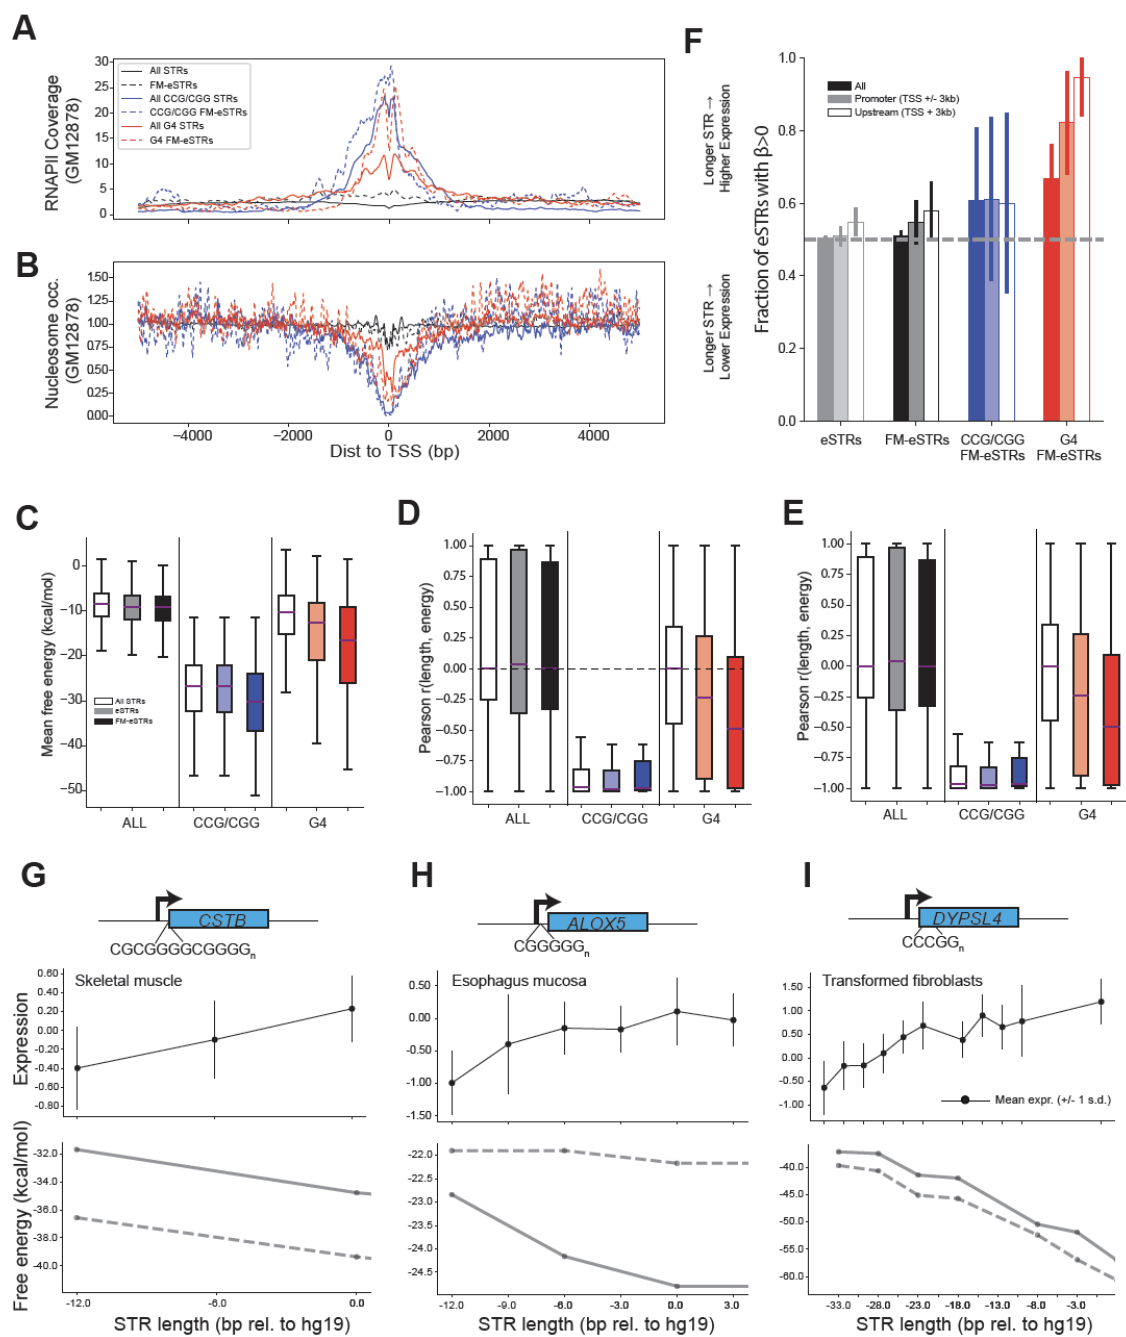 A
RNAPII Coverage
(GM12878)
30
25
20
15
10
5
0
All STRs
FM-eSTRs
All CCG/CGG STRs
CCG/CGG FM-eSTRs
All G4 STRs
G4 FM-eSTRs
B
Nucleosome occ.
(GM12878)
1.50
1.25
1.00
0.75
0.50
0.25
0.00
−4000 −2000 0 2000 4000
Dist to TSS (bp)
F
Longer STR →
Higher Expression
Longer STR →
Lower Expression
Fraction of eSTRs with β>0
1.0
0.8
0.6
0.4
0.2
0.0
All
Promoter (TSS +/- 3kb)
Upstream (TSS + 3kb)
eSTRs FM-eSTRs CCG/CGG G4
FM-eSTRs FM-eSTRs
C
Mean free energy (kcal/mol)
0
−10
−20
−30
−40
−50
All STRs
eSTRs
FM-eSTRs
ALL CCG/CGG G4
D
Pearson r(length, energy)
1.00
0.75
0.50
0.25
0.00
−0.25
−0.50
−0.75
−1.00
ALL CCG/CGG G4
E
Pearson r(length, energy)
1.00
0.75
0.50
0.25
0.00
−0.25
−0.50
−0.75
−1.00
ALL CCG/CGG G4
G
CSTB
CGCGGGGCGGGGn
Expression
0.60
0.40
0.20
0.00
-0.20
-0.40
-0.60
-0.80
Skeletal muscle
Free energy (kcal/mol)
-32.0
-34.0
-36.0
-38.0
-40.0
-12.0 -6.0 0.0
STR length (bp rel. to hg19)
H
ALOX5
CGGGGGn
Esophagus mucosa
0.50
0.00
-0.50
-1.00
-1.50
-22.0
-22.5
-23.0
-23.5
-24.0
-24.5
-12.0 -9.0 -6.0 -3.0 0.0 3.0
STR length (bp rel. to hg19)
I
DYPSL4
CCCCGGn
Transformed fibroblasts
1.50
1.00
0.50
0.00
-0.50
-1.00
Mean expr. (+/- 1 s.d.)
-40.0
-45.0
-50.0
-55.0
-60.0
-33.0 -28.0 -23.0 -18.0 -13.0 -8.0 -3.0
STR length (bp rel. to hg19)